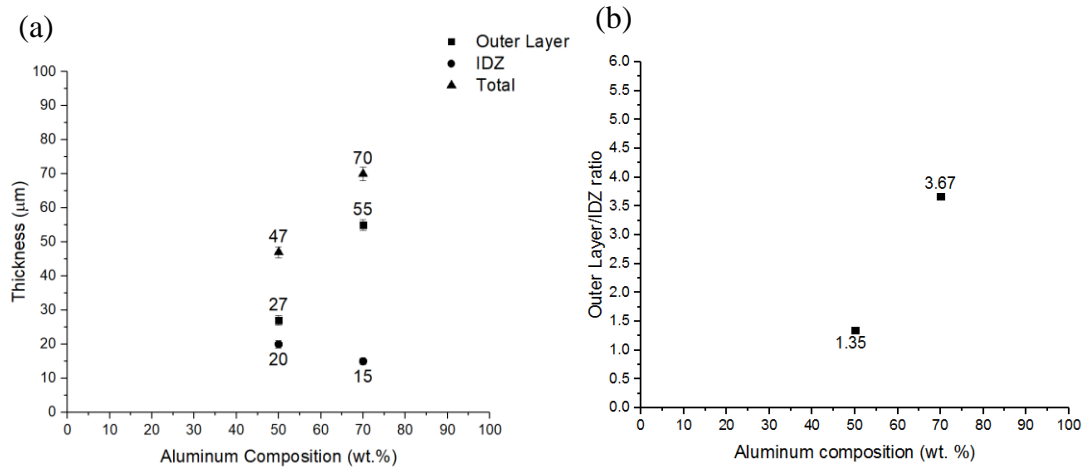 (a)
Outer Layer
IDZ
Total
100
90
80
70
60
50
40
30
20
10
0
Thickness (μm)
70
55
47
27
20
15
0 10 20 30 40 50 60 70 80 90 100
Aluminum Composition (wt.%)
(b)
6.0
5.5
5.0
4.5
4.0
3.5
3.0
2.5
2.0
1.5
1.0
0.5
0.0
Outer Layer/IDZ ratio
3.67
1.35
0 10 20 30 40 50 60 70 80 90 100
Aluminum composition (wt. %)